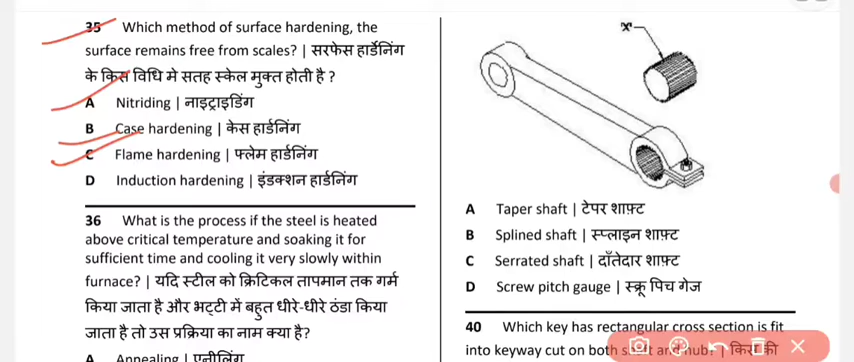 35 Which method of surface hardening, the
surface remains free from scales? | सरफेस हार्डेनिंग
के किस विधि मे सतह स्केल मुक्त होती है ?
A Nitriding | नाइट्राइडिंग
B Case hardening | केस हार्डनिंग
C Flame hardening | फ्लेम हार्डनिंग
D Induction hardening | इंडक्शन हार्डनिंग
36 What is the process if the steel is heated
above critical temperature and soaking it for
sufficient time and cooling it very slowly within
furnace? | यदि स्टील को क्रिटिकल तापमान तक गर्म
किया जाता है और भट्टी में बहुत धीरे-धीरे ठंडा किया
जाता है तो उस प्रक्रिया का नाम क्या है?
A Annealing | एनीलिंग
'X'
A Taper shaft | टेपर शाफ़्ट
B Splined shaft | स्प्लाइन शाफ़्ट
C Serrated shaft | दाँतेदार शाफ़्ट
D Screw pitch gauge | स्क्रू पिच गेज
40 Which key has rectangular cross section is fit
into keyway cut on both shaft and hub? | किस की